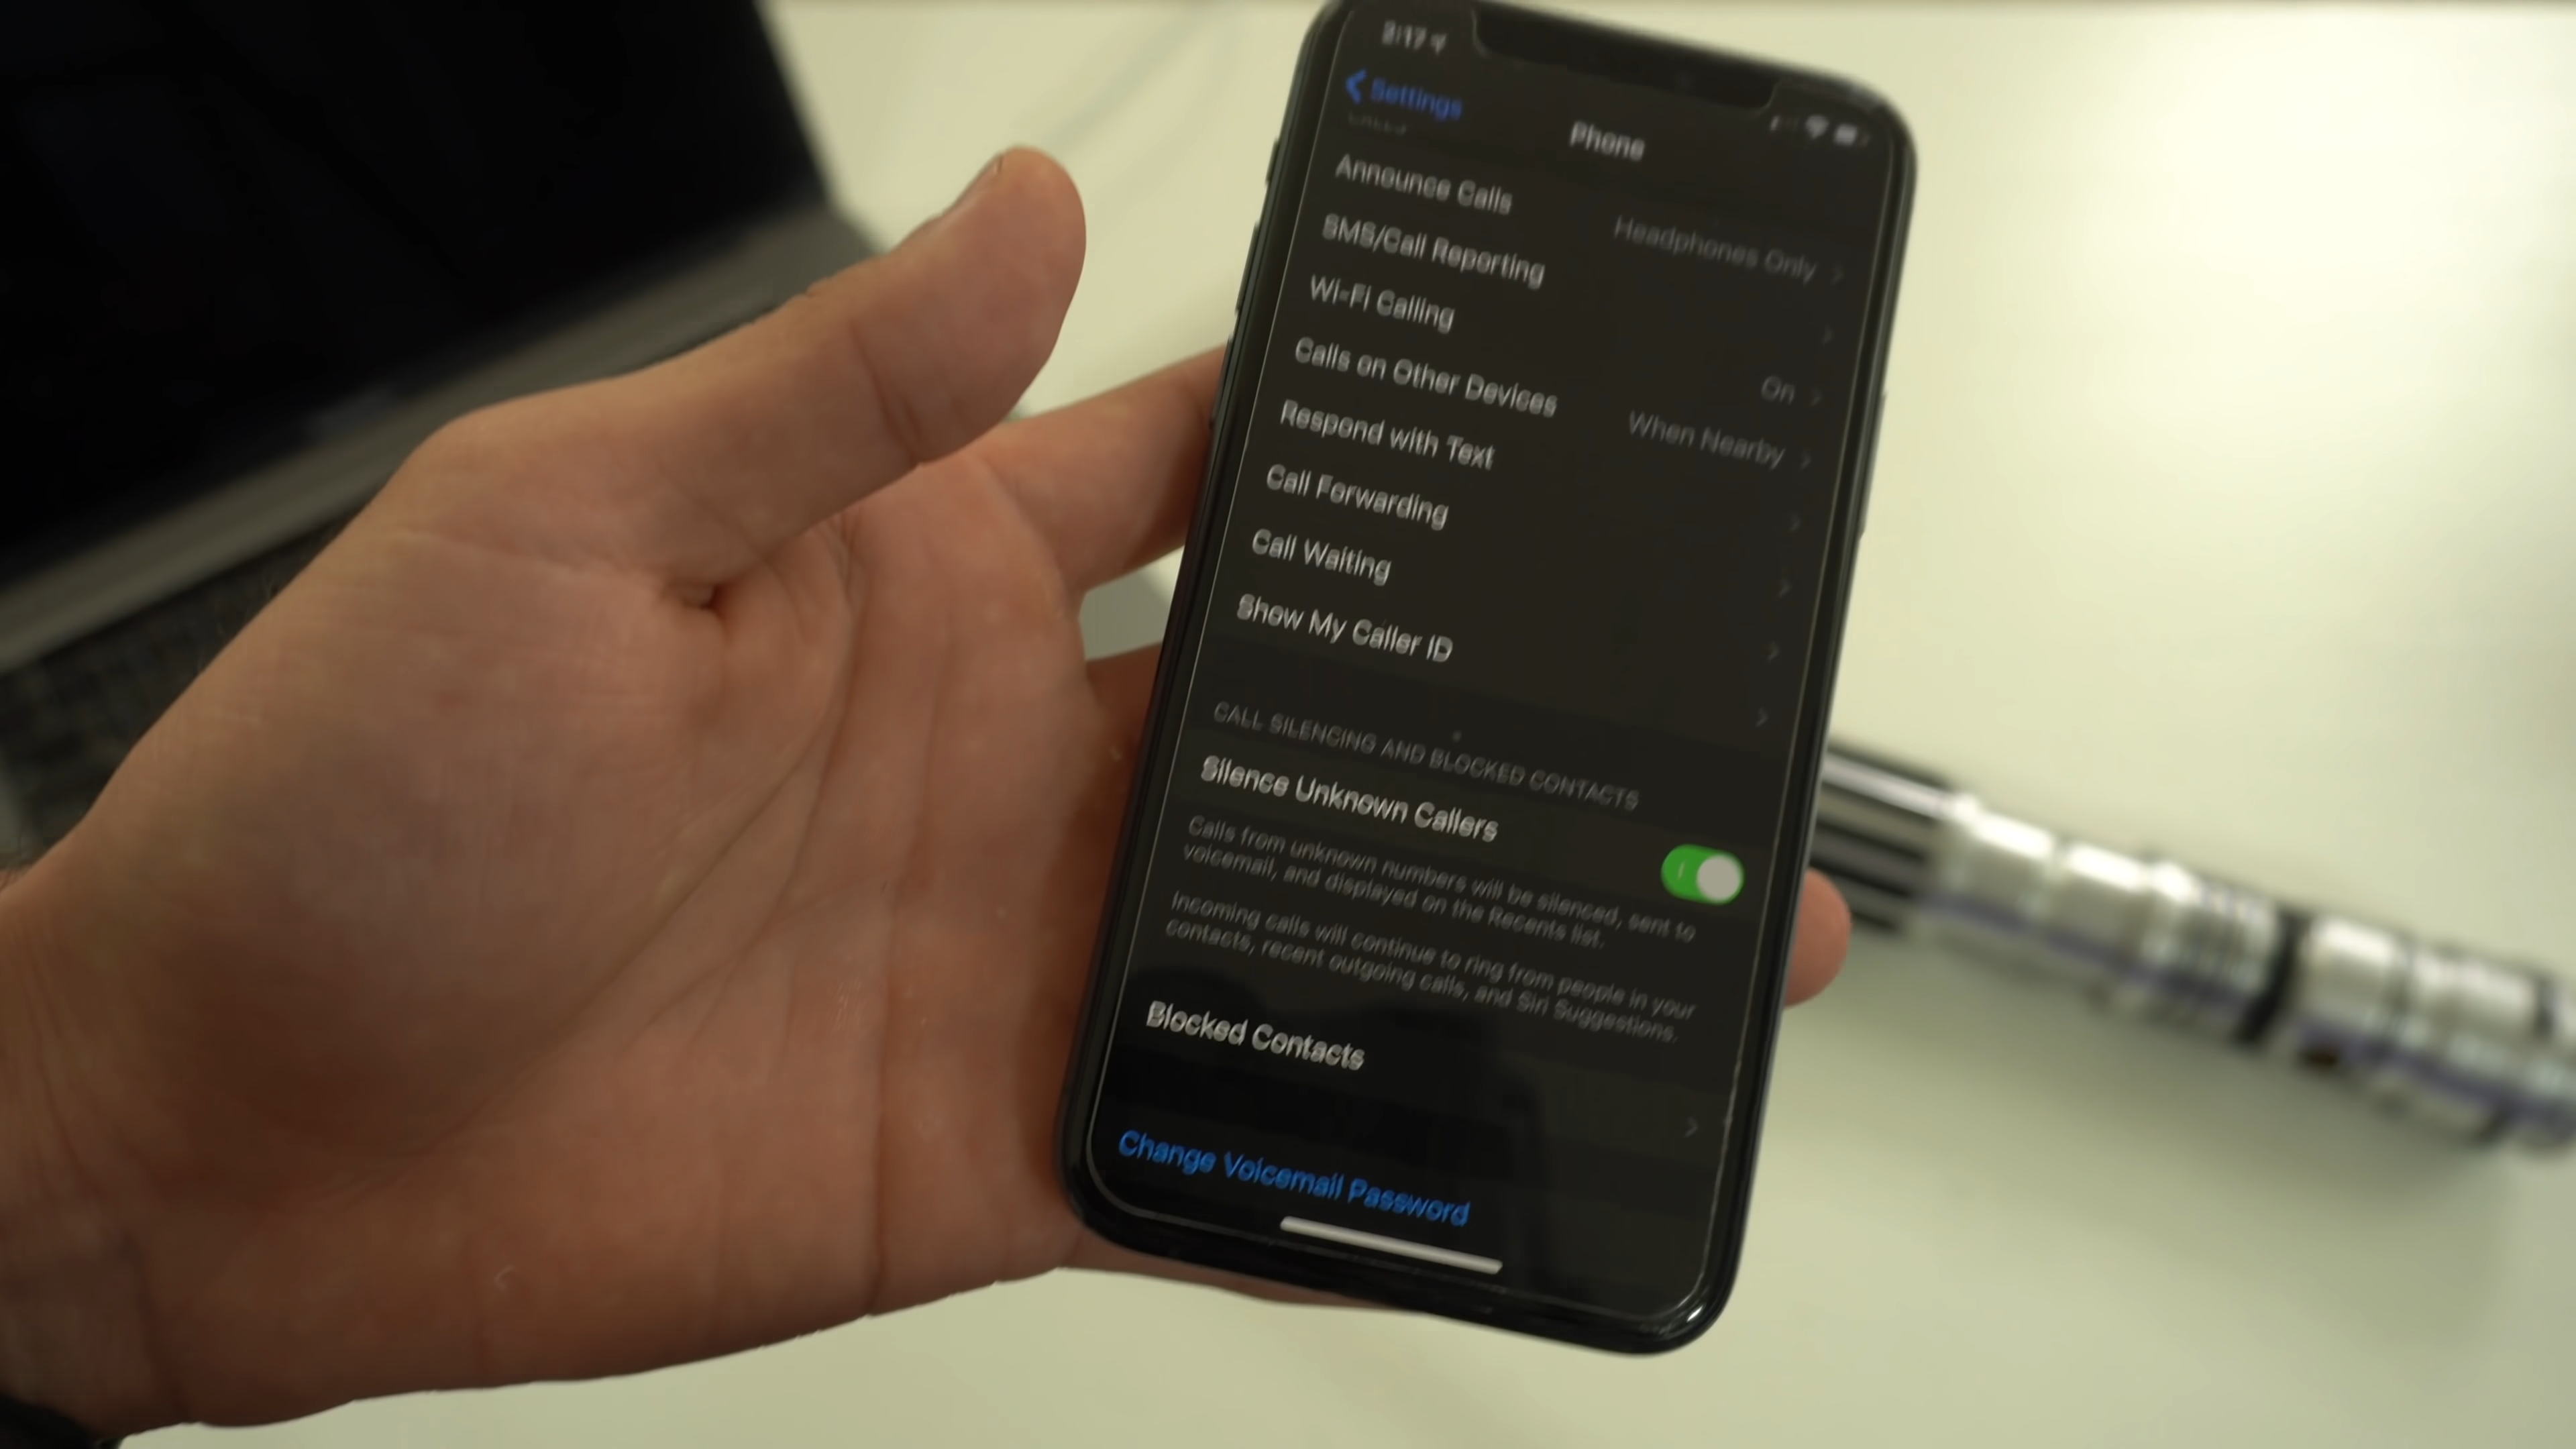 2:17
Settings
Phone
CALLS
Announce Calls
Headphones Only
SMS/Call Reporting
Wi-Fi Calling
On
Calls on Other Devices
When Nearby
Respond with Text
Call Forwarding
Call Waiting
Show My Caller ID
CALL SILENCING AND BLOCKED CONTACTS
Silence Unknown Callers
Calls from unknown numbers will be silenced, sent to
voicemail, and displayed on the Recents list.
Incoming calls will continue to ring from people in your
contacts, recent outgoing calls, and Siri Suggestions.
Blocked Contacts
Change Voicemail Password